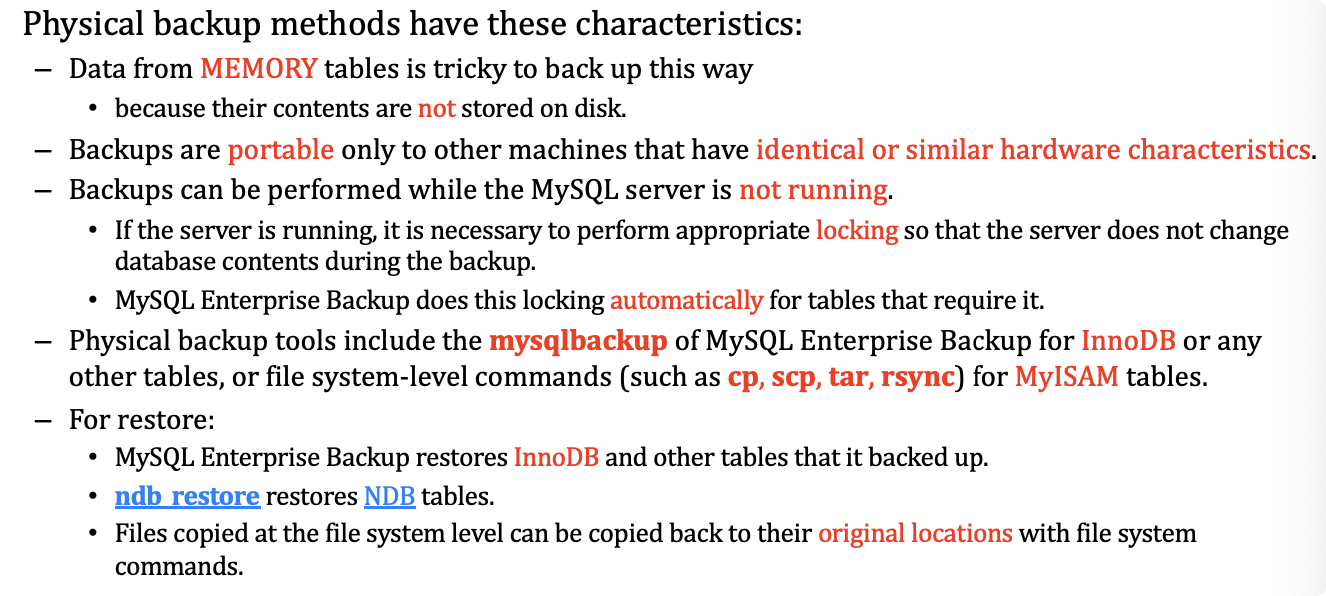 Physical backup methods have these characteristics:
– Data from MEMORY tables is tricky to back up this way
• because their contents are not stored on disk.
– Backups are portable only to other machines that have identical or similar hardware characteristics.
– Backups can be performed while the MySQL server is not running.
• If the server is running, it is necessary to perform appropriate locking so that the server does not change
database contents during the backup.
• MySQL Enterprise Backup does this locking automatically for tables that require it.
– Physical backup tools include the mysqlbackup of MySQL Enterprise Backup for InnoDB or any
other tables, or file system-level commands (such as cp, scp, tar, rsync) for MyISAM tables.
– For restore:
• MySQL Enterprise Backup restores InnoDB and other tables that it backed up.
• ndb_restore restores NDB tables.
• Files copied at the file system level can be copied back to their original locations with file system
commands.